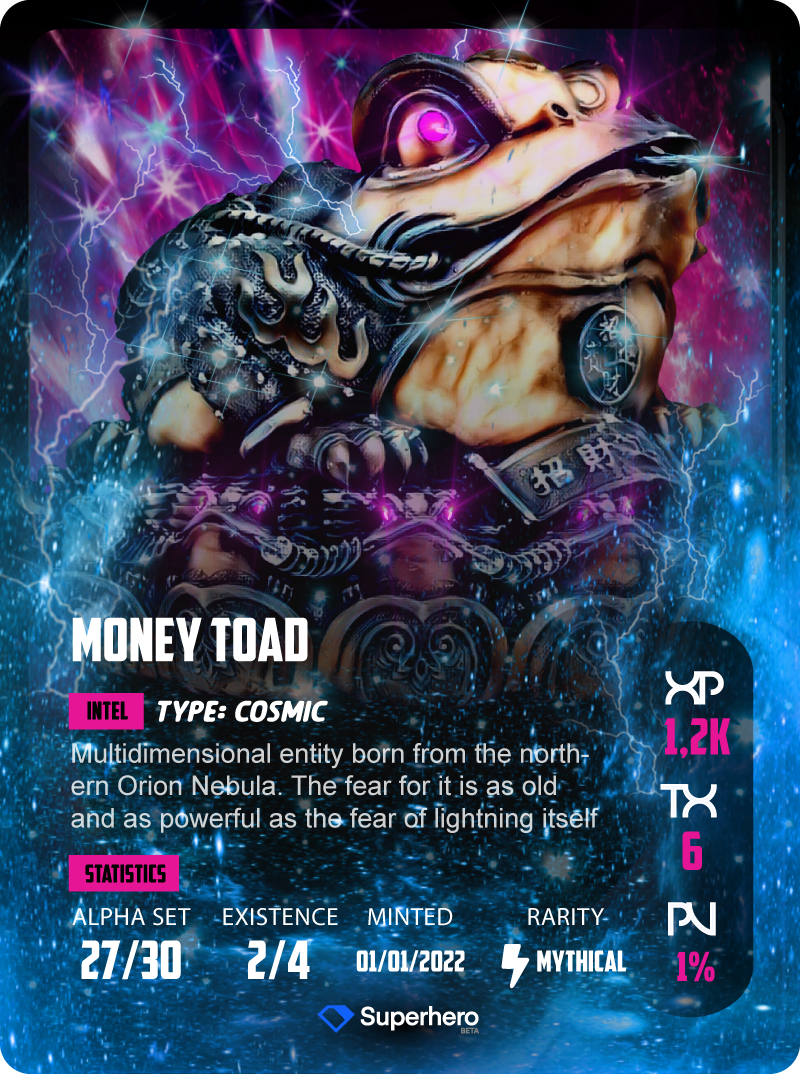 招財
MONEY TOAD
INTEL TYPE: COSMIC
Multidimensional entity born from the north-
ern Orion Nebula. The fear for it is as old
and as powerful as the fear of lightning itself
STATISTICS
ALPHA SET EXISTENCE MINTED RARITY
27/30 2/4 01/01/2022 MYTHICAL
XP
1,2K
TX
6
PV
1%
Superhero
BETA